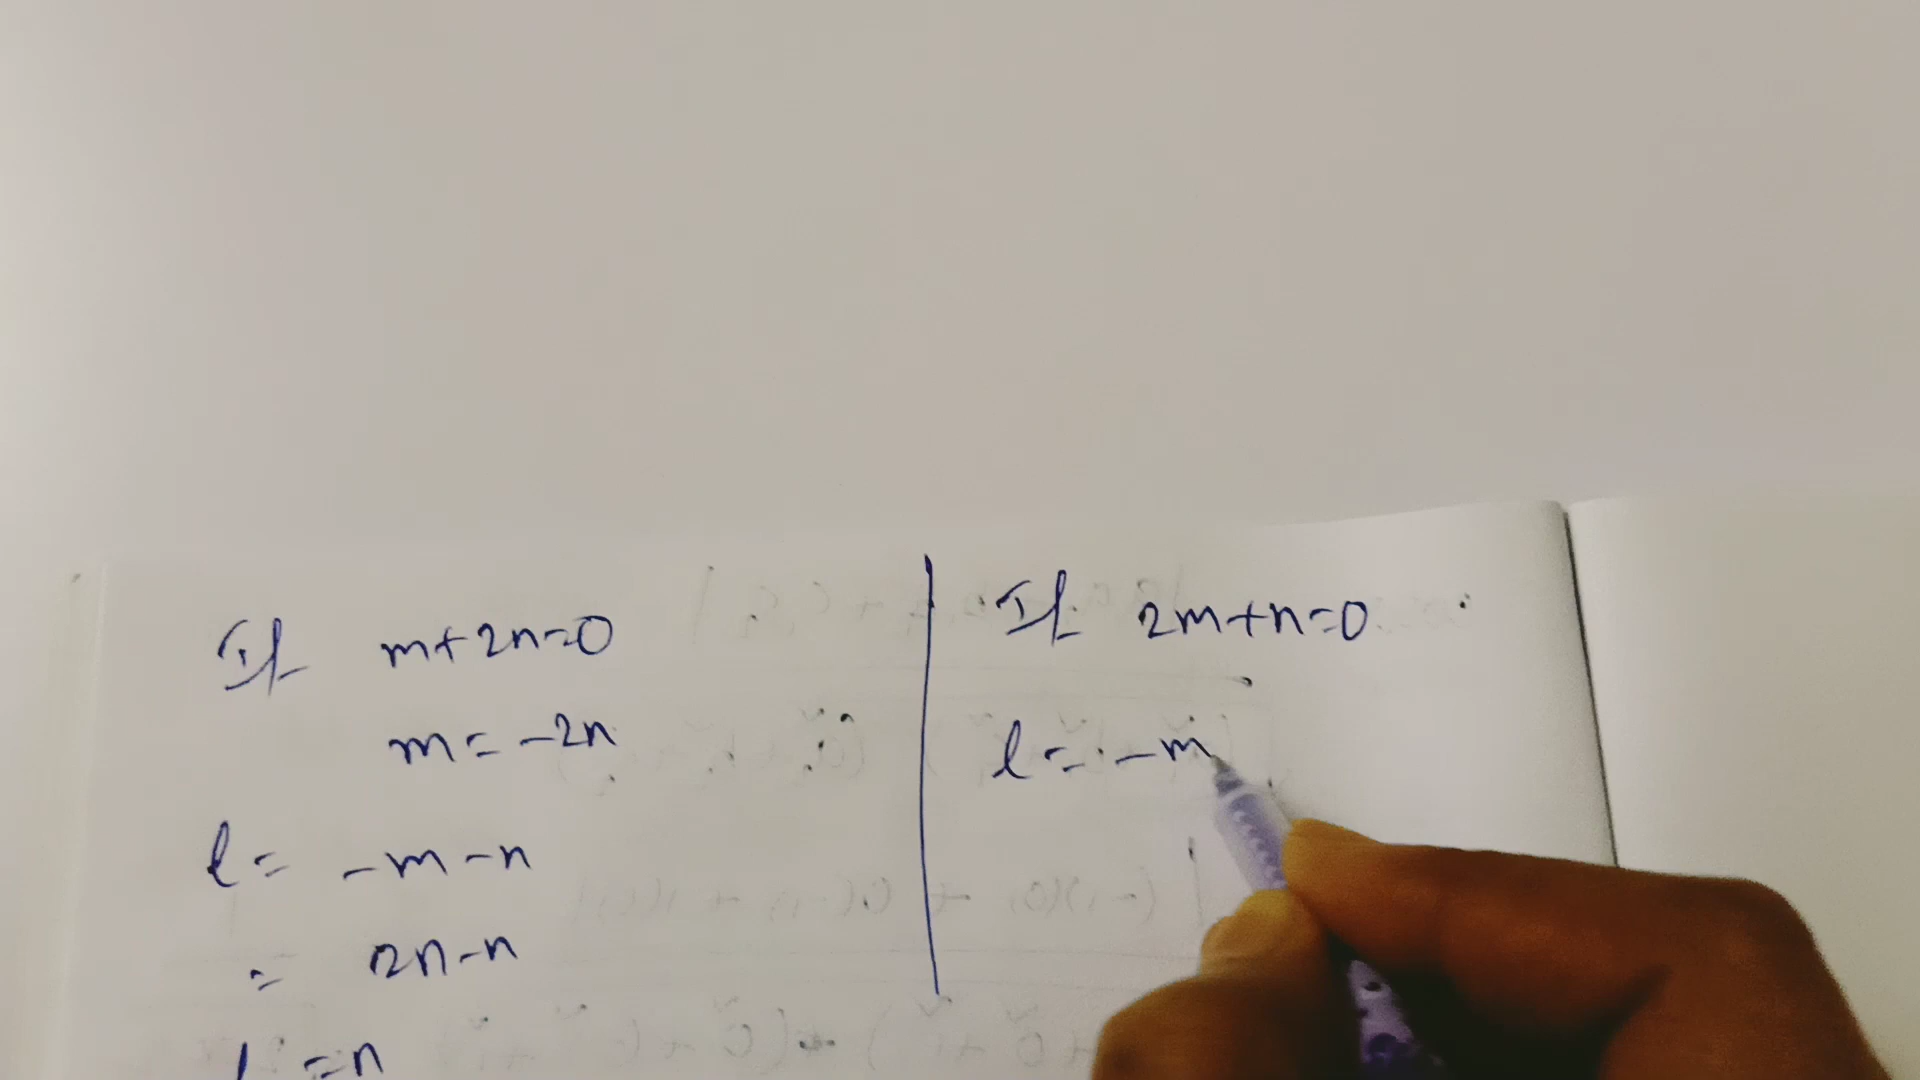 If m+2n=0
m = -2n
l = -m-n
= 2n-n
l = n
If 2m+n=0
l = -m